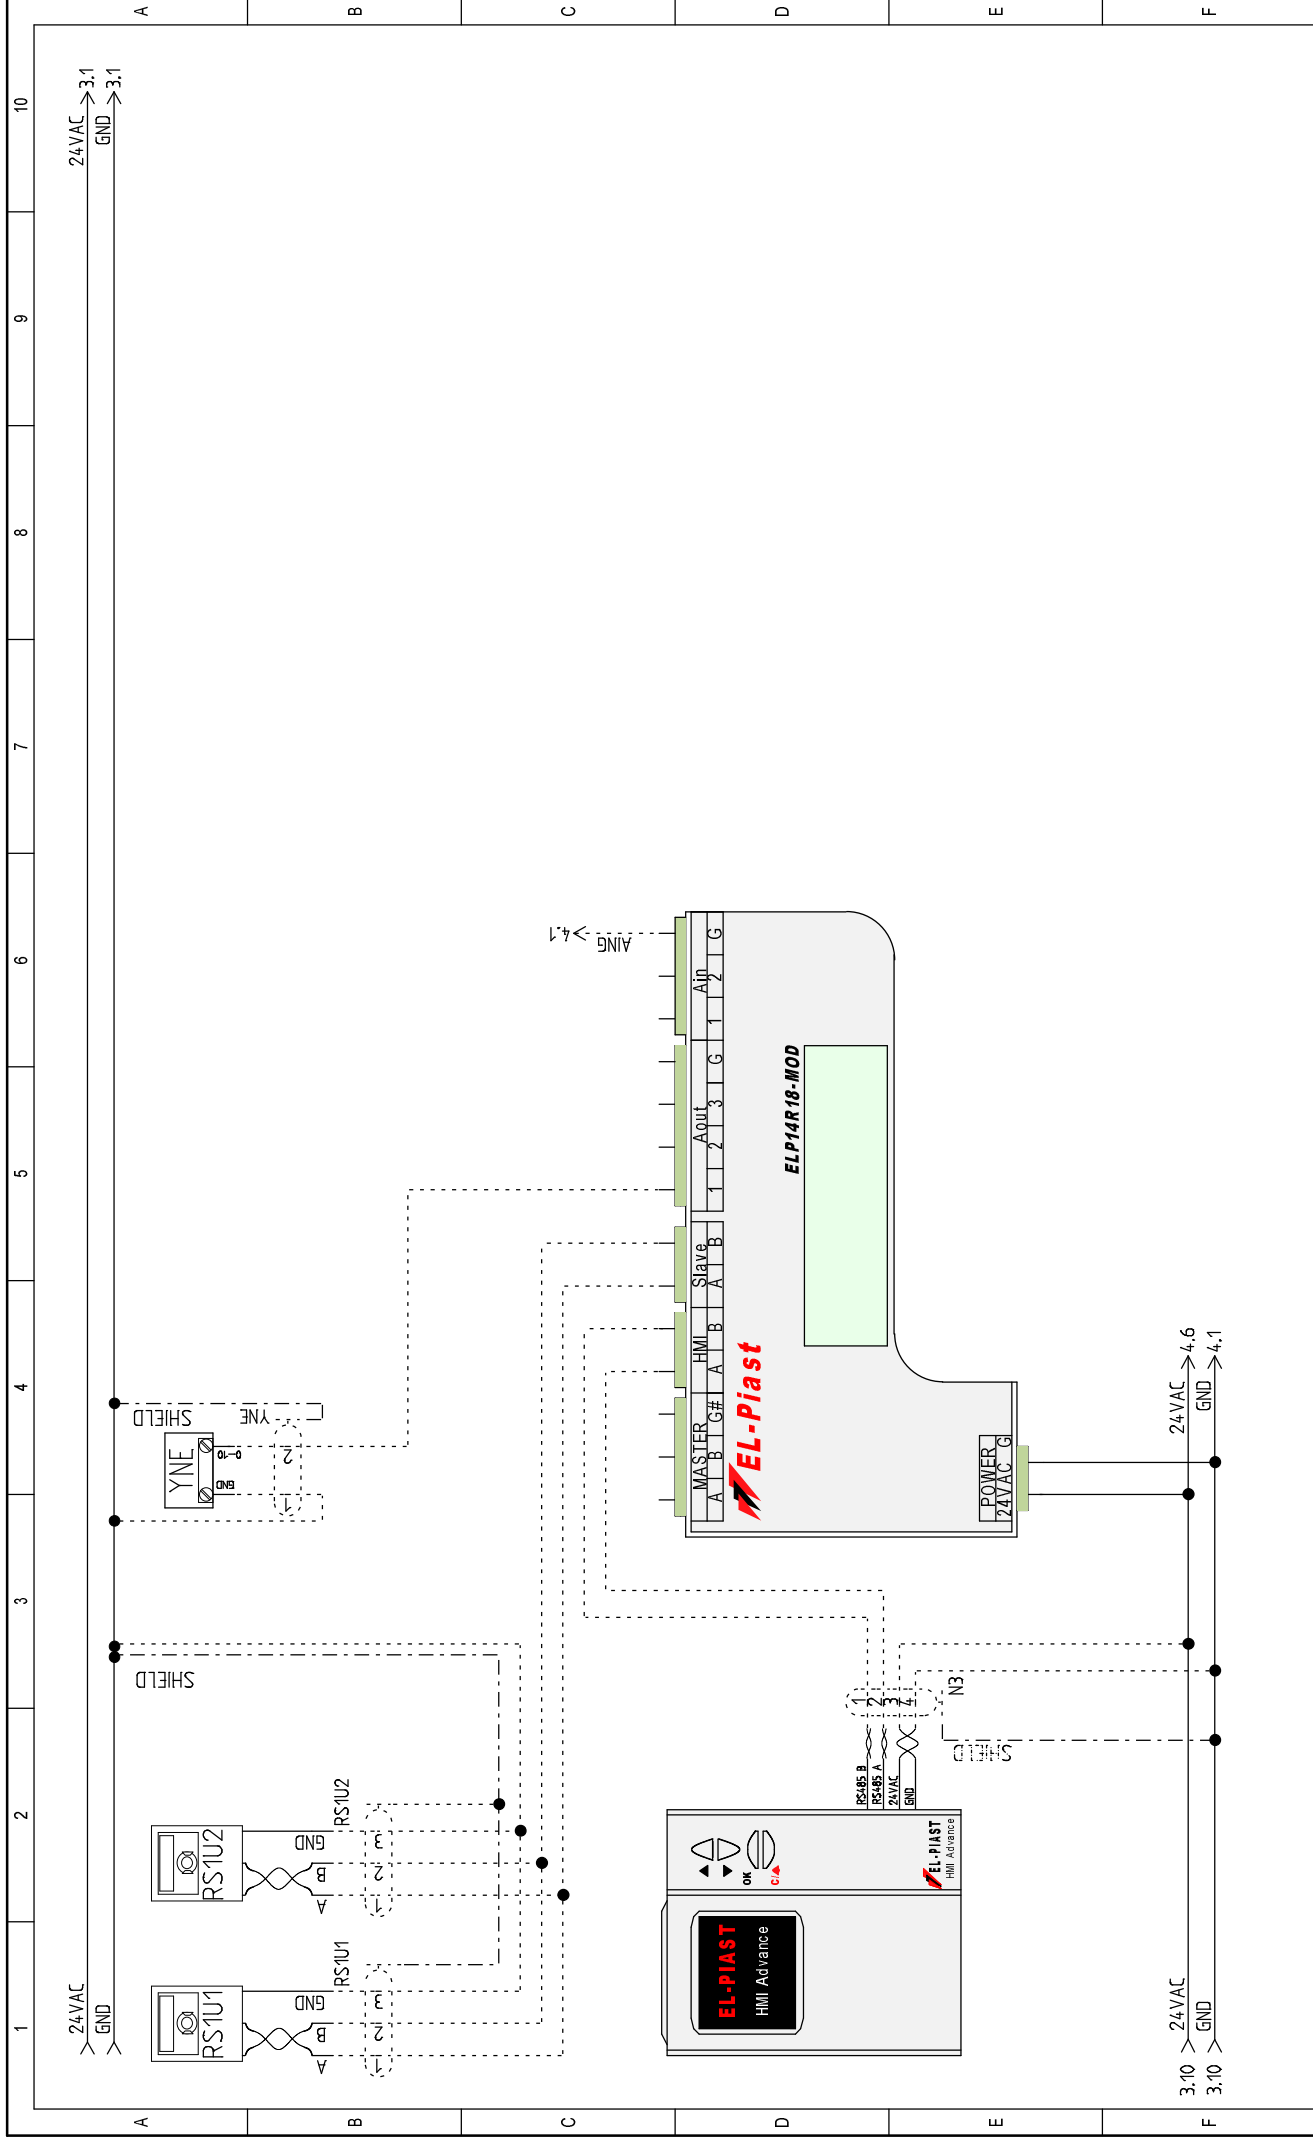 1 2 3 4 5 6 7 8 9 10
A
B
C
D
E
F
A
B
C
D
E
F
24VAC
GND
24VAC 3.1
GND 3.1
RS1U1
A B GND
1 2 3
RS1U1
RS1U2
A B GND
1 2 3
RS1U2
SHIELD
YNE
GND 0-10
1 2
YNE
SHIELD
4.1
AING
MASTER HMI Slave Aout Ain
A B G# A B A B 1 2 3 G 1 2 G
EL-Piast
ELP14R18-MOD
POWER
24VAC G
EL-PIAST
HMI Advance
OK
C/
EL-PIAST
HMI Advance
RS485 B
RS485 A
24VAC
GND
1
2
3
4
N3
SHIELD
3.10 24VAC
3.10 GND
24VAC 4.6
GND 4.1